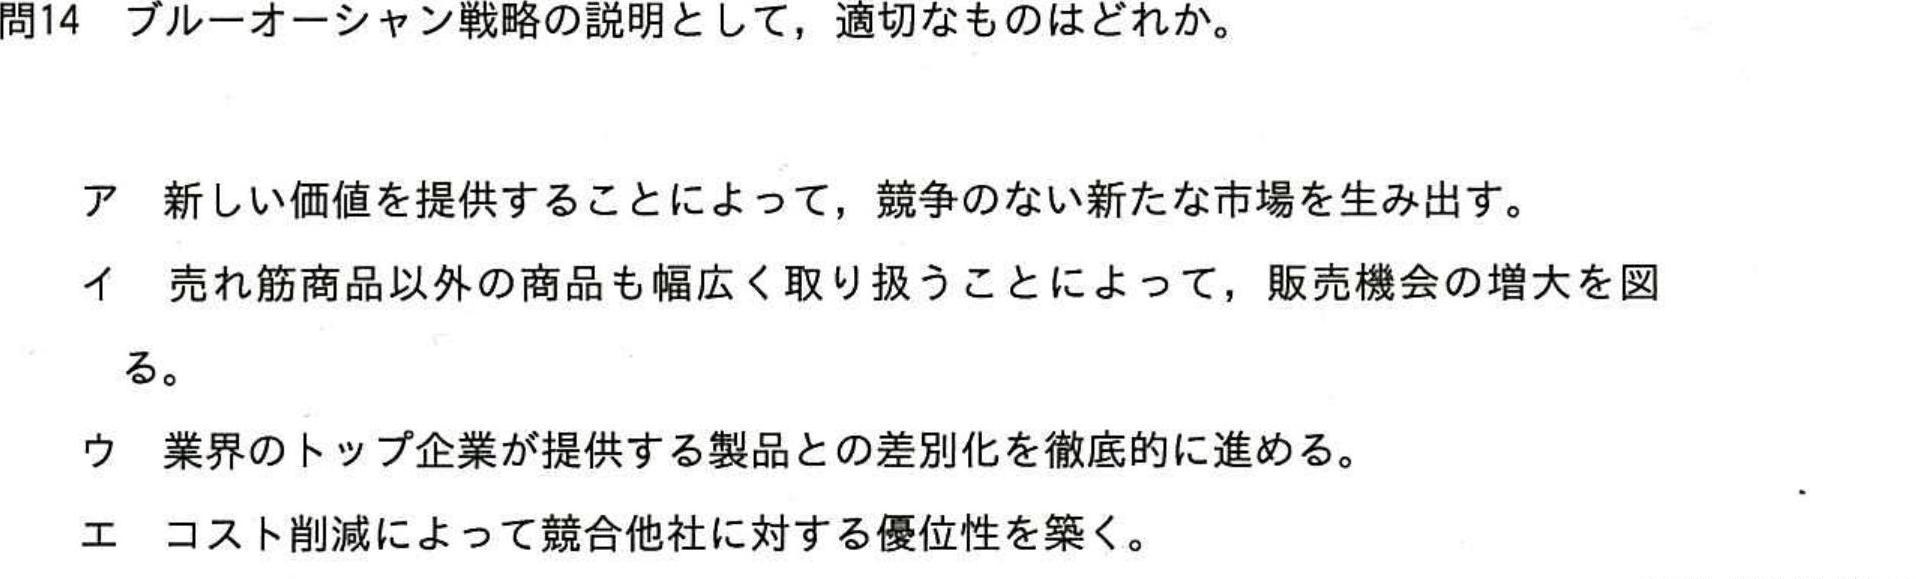 問14　ブルーオーシャン戦略の説明として，適切なものはどれか。
ア　新しい価値を提供することによって，競争のない新たな市場を生み出す。
イ　売れ筋商品以外の商品も幅広く取り扱うことによって，販売機会の増大を図
る。
ウ　業界のトップ企業が提供する製品との差別化を徹底的に進める。
エ　コスト削減によって競合他社に対する優位性を築く。